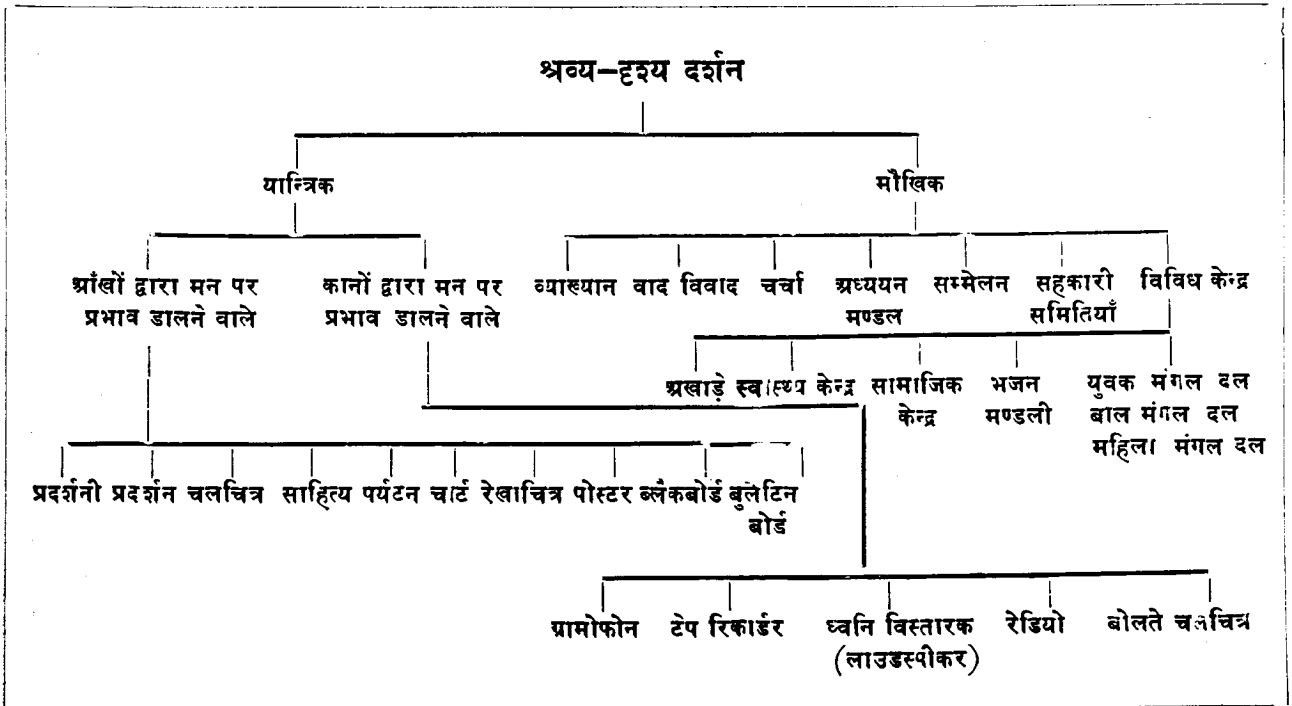 श्रव्य-दृश्य दर्शन
यान्त्रिक मौखिक
आँखों द्वारा मन पर कानों द्वारा मन पर व्याख्यान वाद विवाद चर्चा अध्ययन सम्मेलन सहकारी विविध केन्द्र
प्रभाव डालने वाले प्रभाव डालने वाले मण्डल समितियाँ
अखाड़े स्वास्थ्य केन्द्र सामाजिक भजन युवक मंगल दल
केन्द्र मण्डली बाल मंगल दल
महिला मंगल दल
प्रदर्शनी प्रदर्शन चलचित्र साहित्य पर्यटन चार्ट रेखाचित्र पोस्टर ब्लैकबोर्ड बुलेटिन
बोर्ड
ग्रामोफोन टेप रिकार्डर ध्वनि विस्तारक रेडियो बोलते चलचित्र
(लाउडस्पीकर)